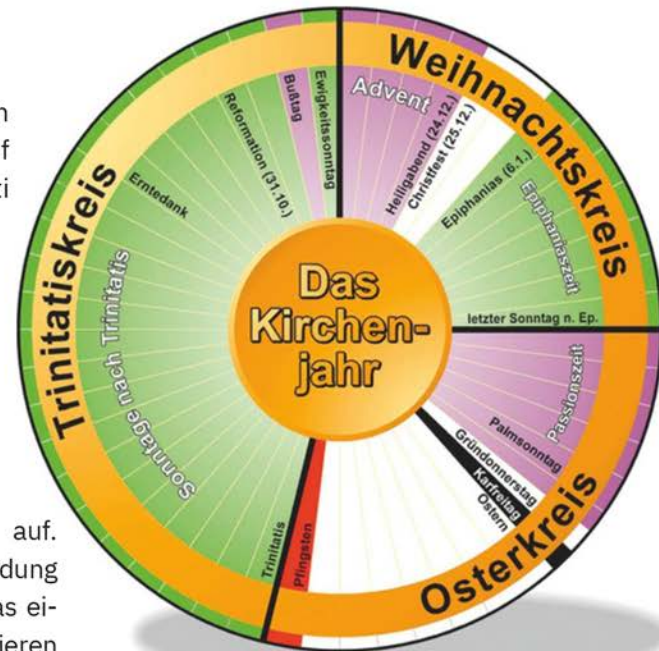 n
f
ti
Das
Kirchen-
jahr
Weihnachtskreis
Advent
Heiligabend (24.12.)
Christfest (25.12.)
Epiphanias (6.1.)
Epiphaniaszeit
letzter Sonntag n. Ep.
Osterkreis
Passionszeit
Palmsonntag
Gründonnerstag
Karfreitag
Ostern
Pfingsten
Trinitatiskreis
Trinitatis
Sonntage nach Trinitatis
Erntedank
Reformation (31.10.)
Bußtag
Ewigkeitssonntag
auf.
dung
as ei-
ieren